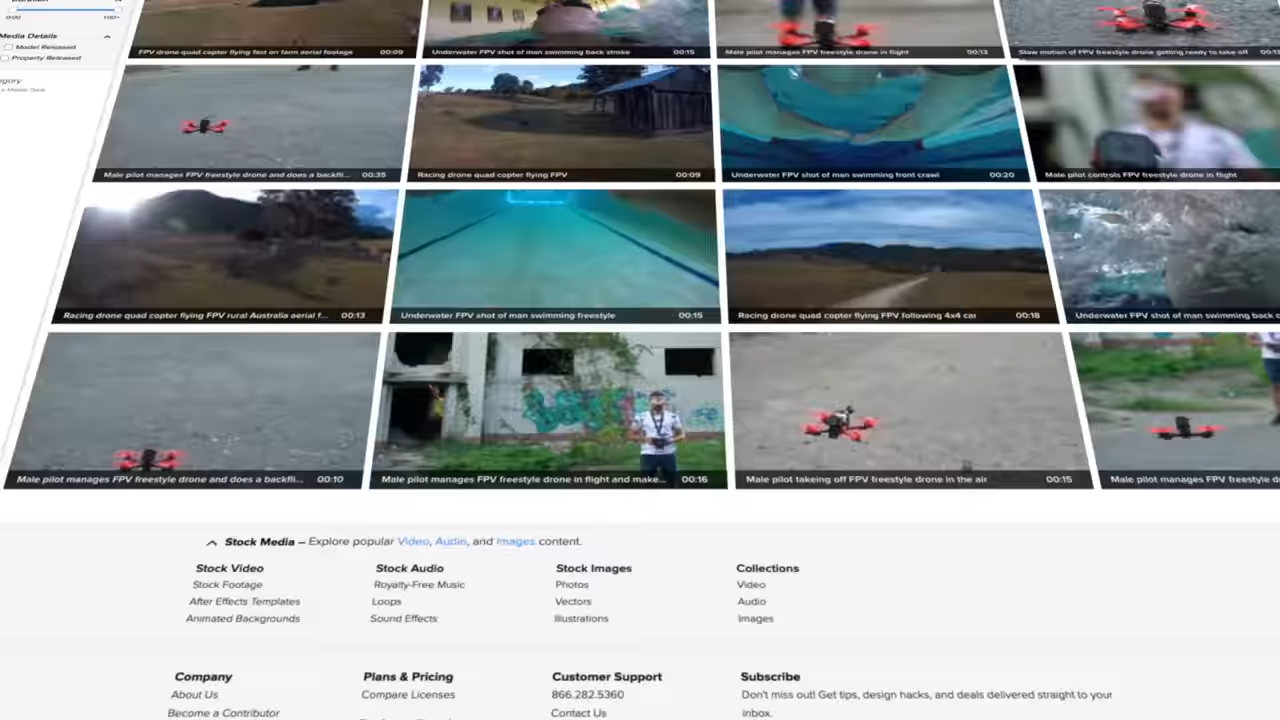 0:00 1:00+
Media Details
Model Released
Property Released
FPV drone quad copter flying fast on farm aerial footage 00:09
Underwater FPV shot of man swimming back stroke 00:15
Male pilot manages FPV freestyle drone in flight 00:13
Slow motion of FPV freestyle drone getting ready to take off
Male pilot manages FPV freestyle drone and does a backfli... 00:35
Racing drone quad copter flying FPV 00:09
Underwater FPV shot of man swimming front crawl 00:20
Male pilot controls FPV freestyle drone in flight
Racing drone quad copter flying FPV rural Australia aerial f... 00:13
Underwater FPV shot of man swimming freestyle 00:15
Racing drone quad copter flying FPV following 4x4 car 00:18
Underwater FPV shot of man swimming back
Male pilot manages FPV freestyle drone and does a backfli... 00:10
Male pilot manages FPV freestyle drone in flight and make... 00:16
Male pilot takeing off FPV freestyle drone in the air 00:15
Male pilot manages FPV freestyle
Stock Media – Explore popular Video, Audio, and Images content.
Stock Video Stock Audio Stock Images Collections
Stock Footage Royalty-Free Music Photos Video
After Effects Templates Loops Vectors Audio
Animated Backgrounds Sound Effects Illustrations Images
Company Plans & Pricing Customer Support Subscribe
About Us Compare Licenses 866.282.5360 Don't miss out! Get tips, design hacks, and deals delivered straight to your
Become a Contributor Contact Us inbox.